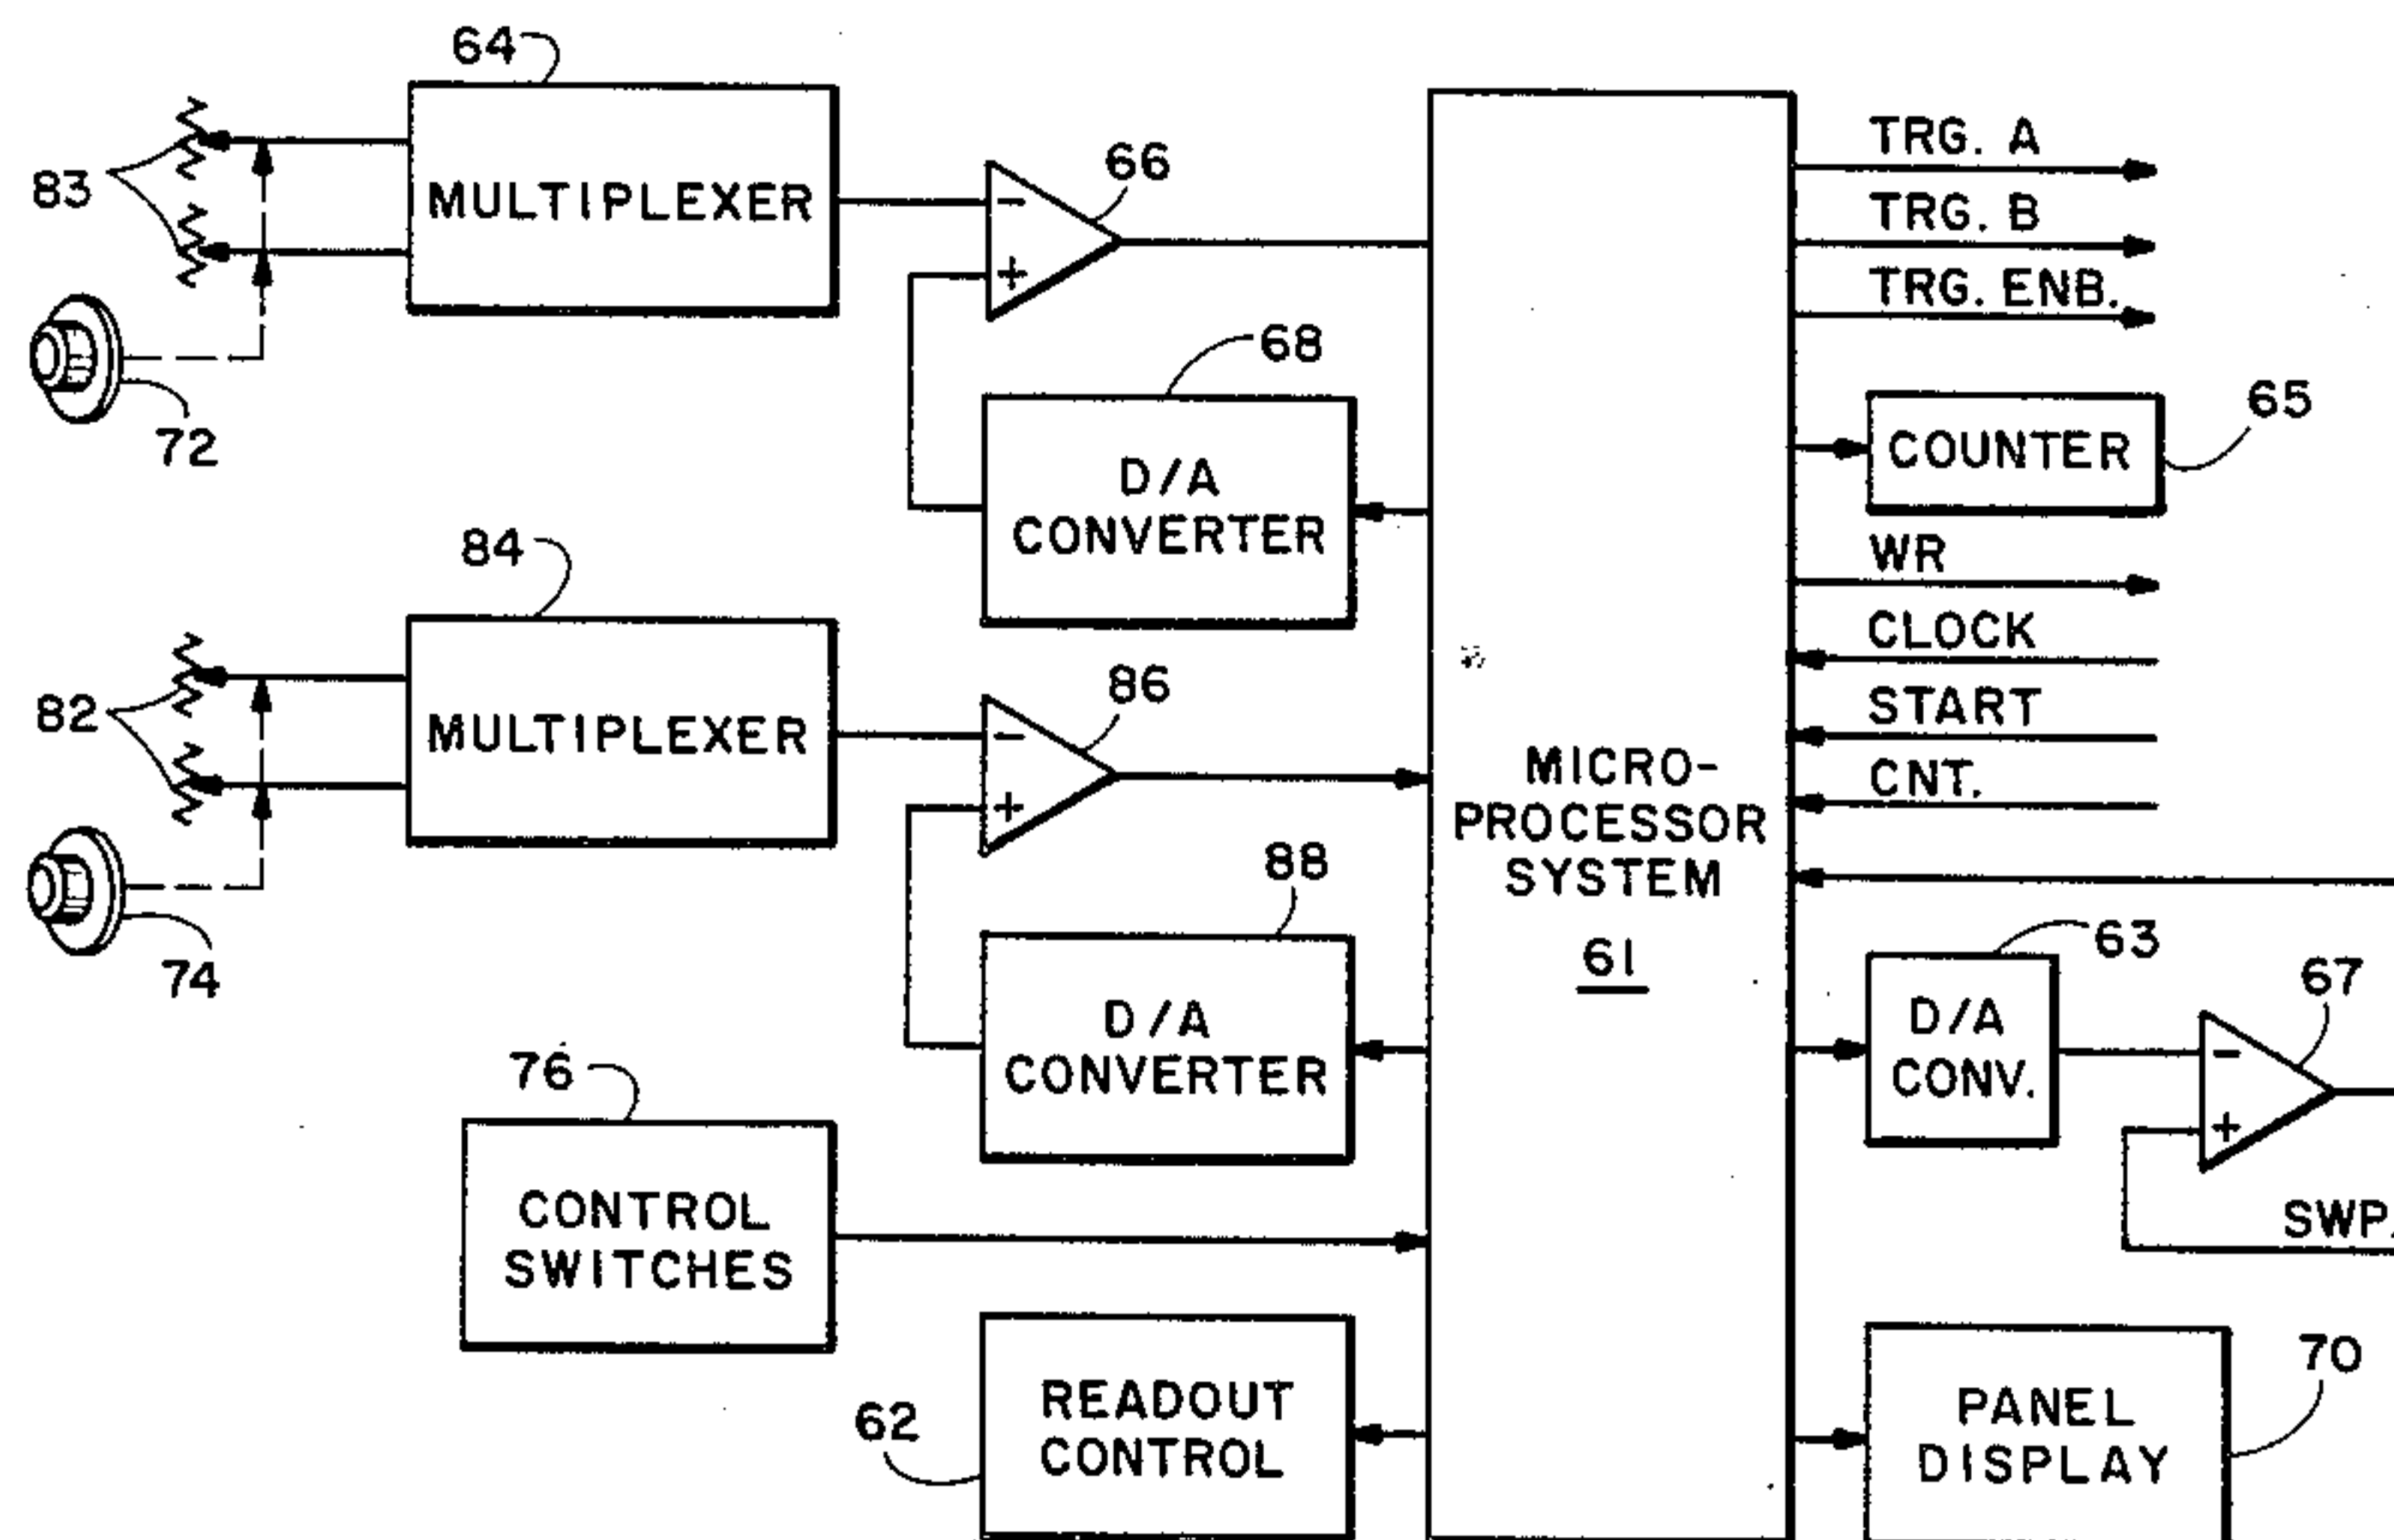 64
83
MULTIPLEXER
−
+
66
72
68
D/A
CONVERTER
84
82
MULTIPLEXER
−
+
86
74
88
D/A
CONVERTER
76
CONTROL
SWITCHES
62
READOUT
CONTROL
MICRO-
PROCESSOR
SYSTEM
61
TRG. A
TRG. B
TRG. ENB.
COUNTER
65
WR
CLOCK
START
CNT.
63
D/A
CONV.
67
−
+
SWP.
PANEL
DISPLAY
70